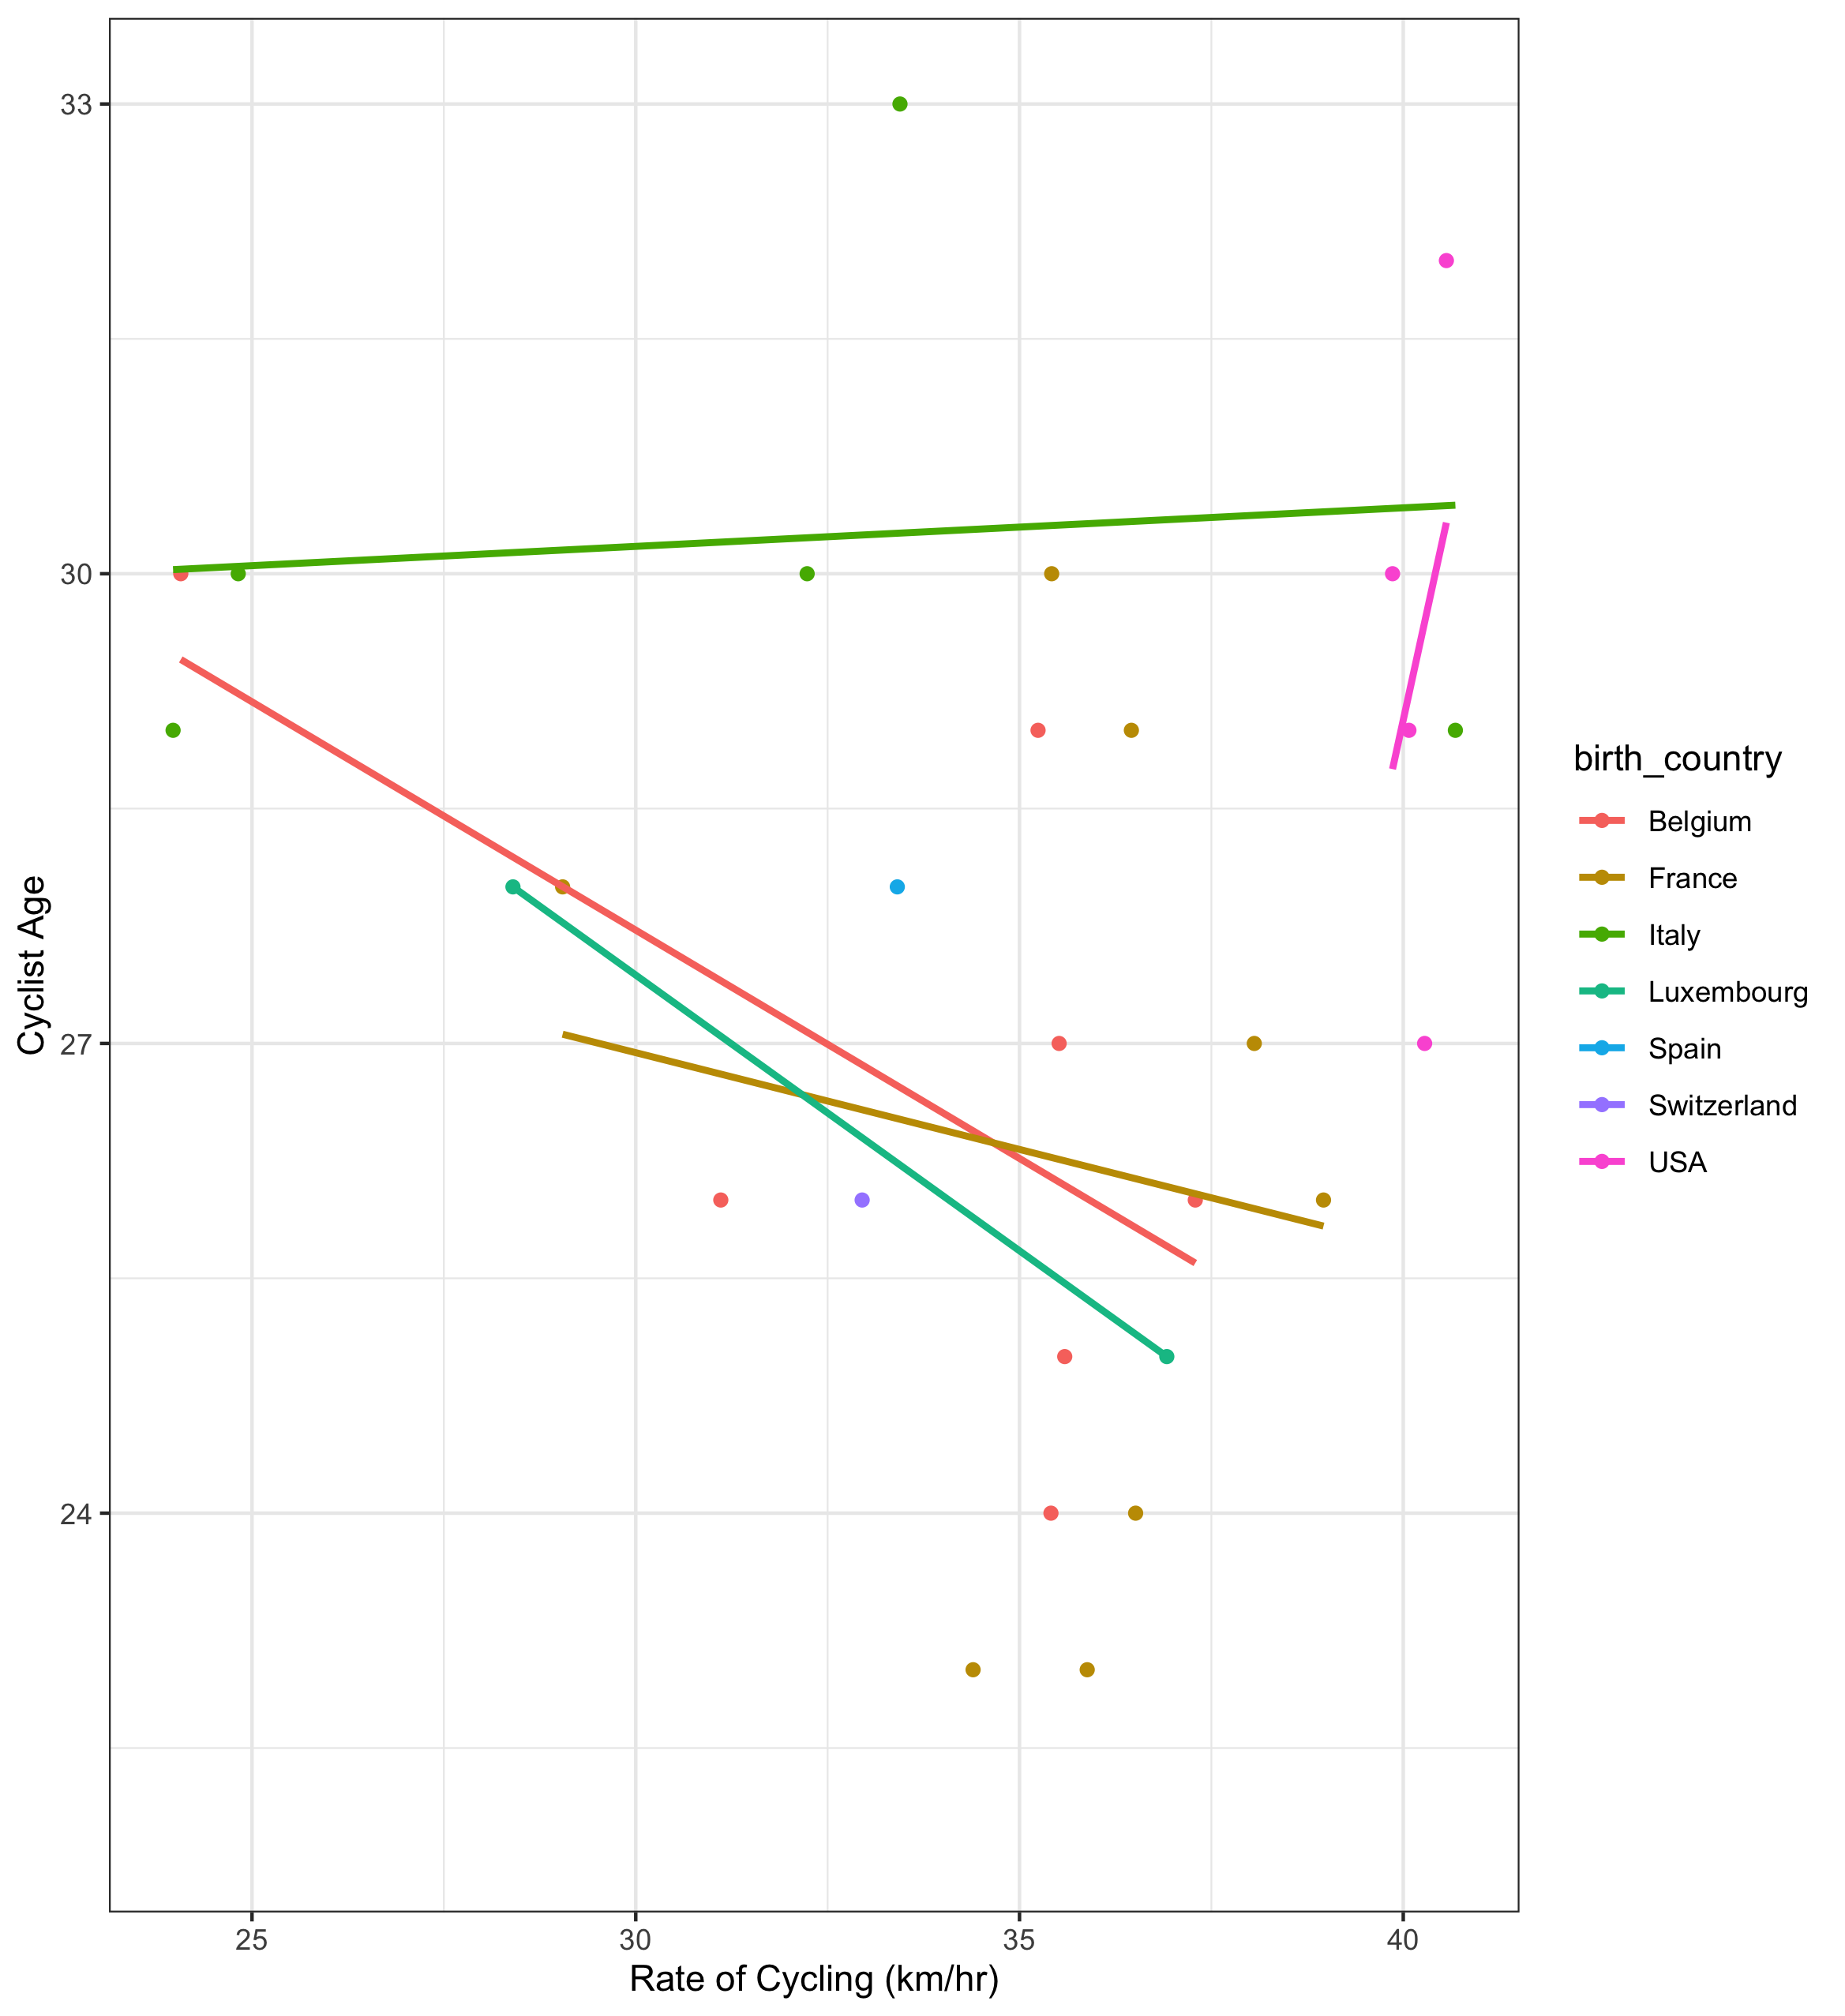 33
30
27
24
Cyclist Age
25
30
35
40
Rate of Cycling (km/hr)
birth_country
Belgium
France
Italy
Luxembourg
Spain
Switzerland
USA